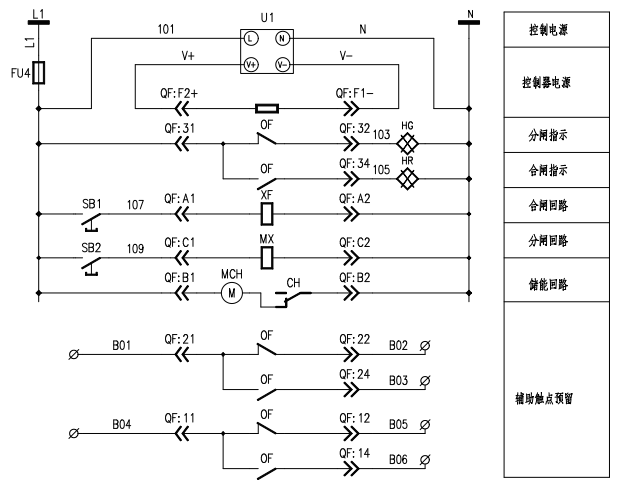 L1 U1 N
控制电源
L1 101 L N N
V+ V+ V- V-
FU4
控制器电源
QF:F2+ QF:F1-
QF:31 OF QF:32 103 HG
分闸指示
OF QF:34 105 HR
合闸指示
SB1 107 QF:A1 XF QF:A2
合闸回路
SB2 109 QF:C1 MX QF:C2
分闸回路
QF:B1 MCH M CH QF:B2
储能回路
B01 QF:21 OF QF:22 B02
OF QF:24 B03
辅助触点预留
B04 QF:11 OF QF:12 B05
OF QF:14 B06